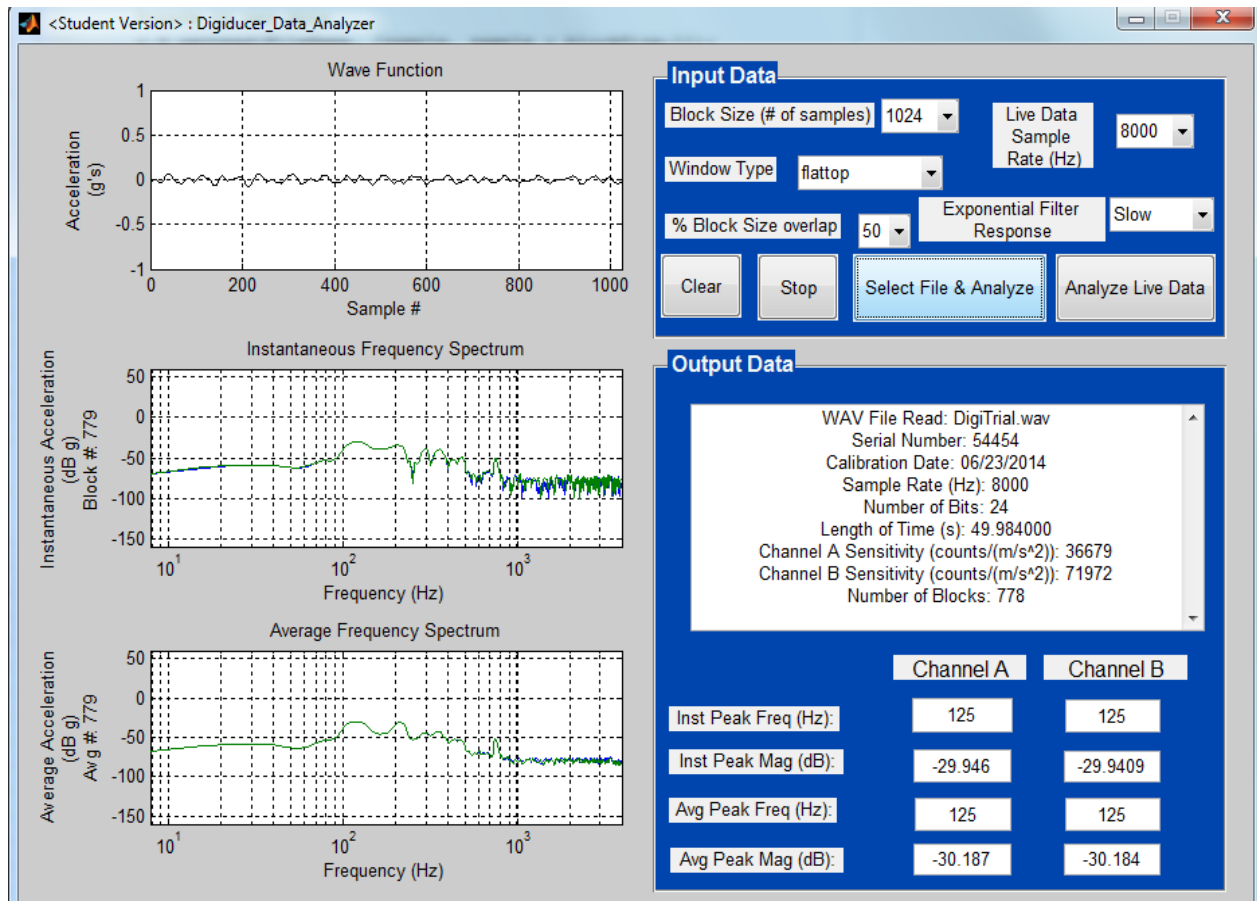 <Student Version> : Digiducer_Data_Analyzer
Wave Function
Acceleration
(g's)
1
0.5
0
-0.5
-1
0 200 400 600 800 1000
Sample #
Instantaneous Frequency Spectrum
Instantaneous Acceleration
(dB g)
Block #: 779
50
0
-50
-100
-150
10^1 10^2 10^3
Frequency (Hz)
Average Frequency Spectrum
Average Acceleration
(dB g)
Avg #: 779
50
0
-50
-100
-150
10^1 10^2 10^3
Frequency (Hz)
Input Data
Block Size (# of samples) 1024
Live Data
Sample
Rate (Hz)
8000
Window Type flattop
% Block Size overlap 50
Exponential Filter
Response
Slow
Clear Stop Select File & Analyze Analyze Live Data
Output Data
WAV File Read: DigiTrial.wav
Serial Number: 54454
Calibration Date: 06/23/2014
Sample Rate (Hz): 8000
Number of Bits: 24
Length of Time (s): 49.984000
Channel A Sensitivity (counts/(m/s^2)): 36679
Channel B Sensitivity (counts/(m/s^2)): 71972
Number of Blocks: 778
Channel A Channel B
Inst Peak Freq (Hz): 125 125
Inst Peak Mag (dB): -29.946 -29.9409
Avg Peak Freq (Hz): 125 125
Avg Peak Mag (dB): -30.187 -30.184